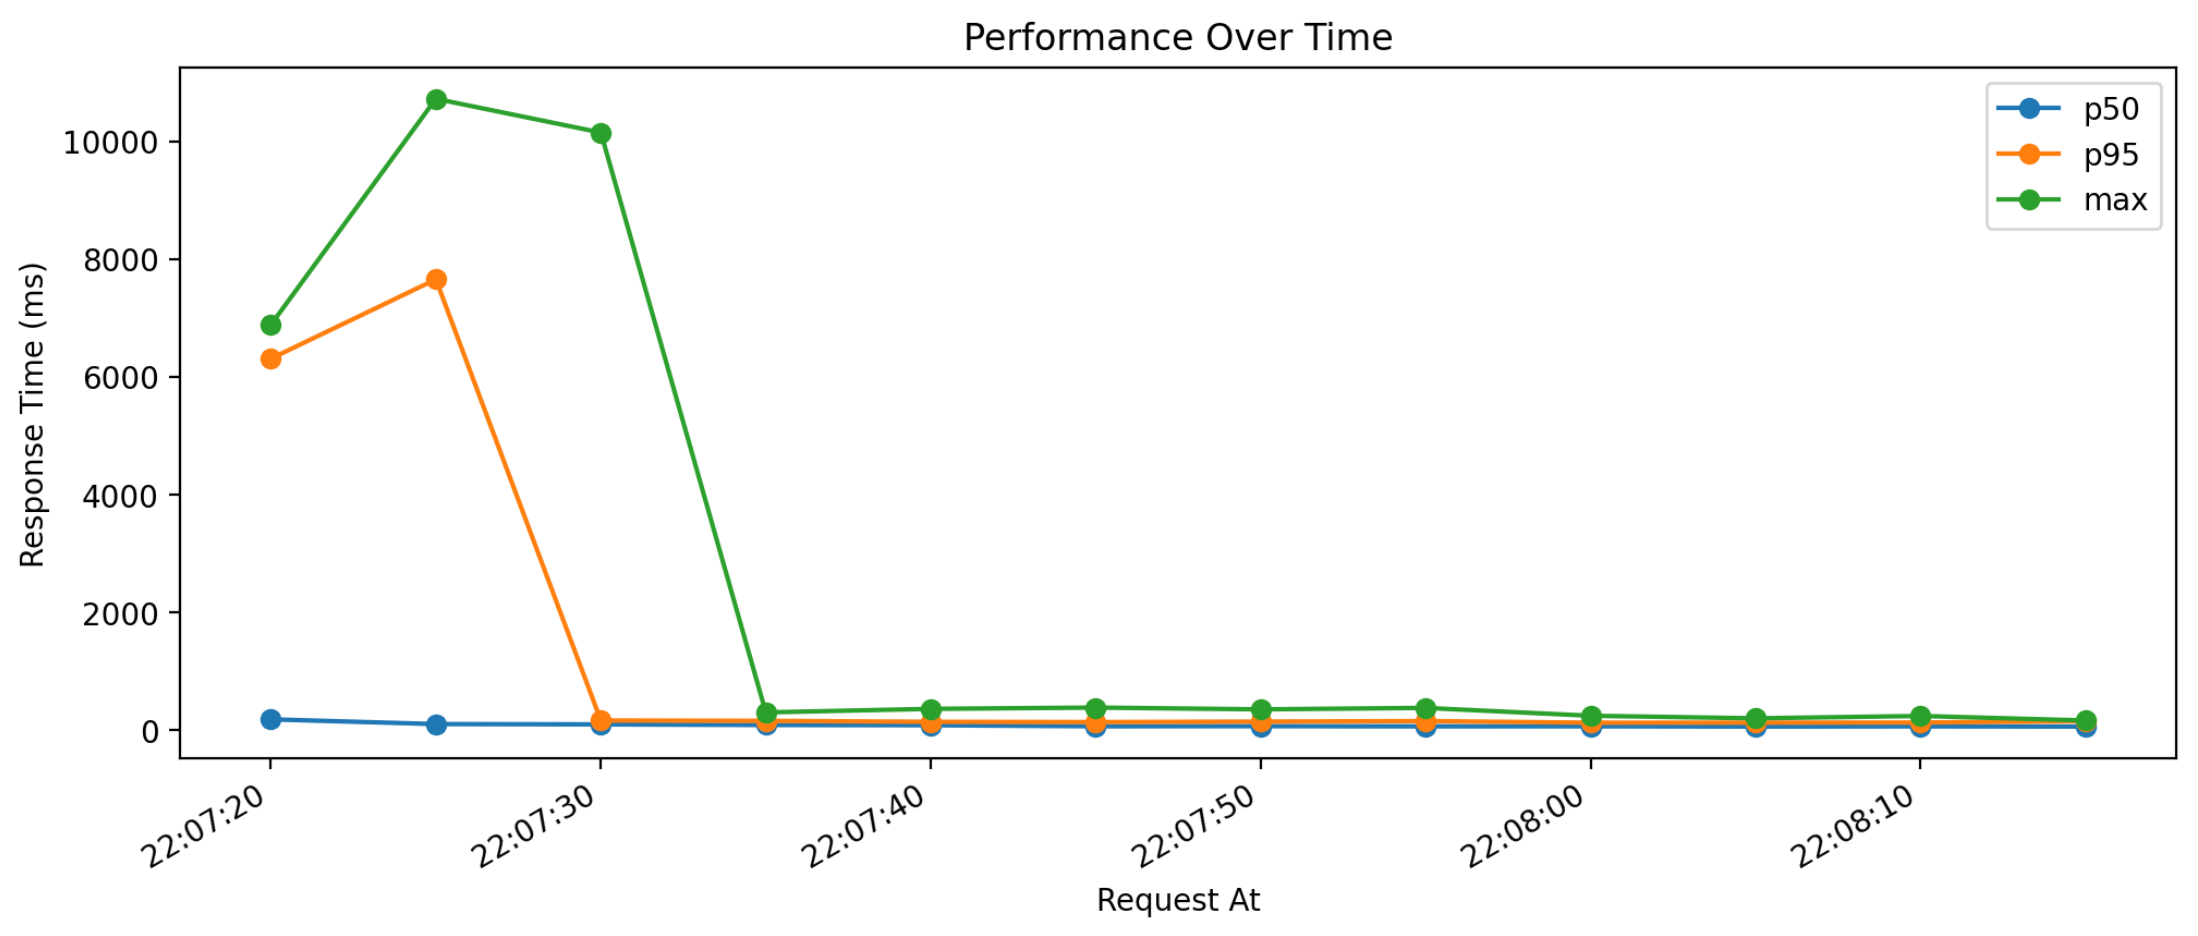 Performance Over Time
p50
p95
max
Response Time (ms)
10000
8000
6000
4000
2000
0
22:07:20
22:07:30
22:07:40
22:07:50
22:08:00
22:08:10
Request At